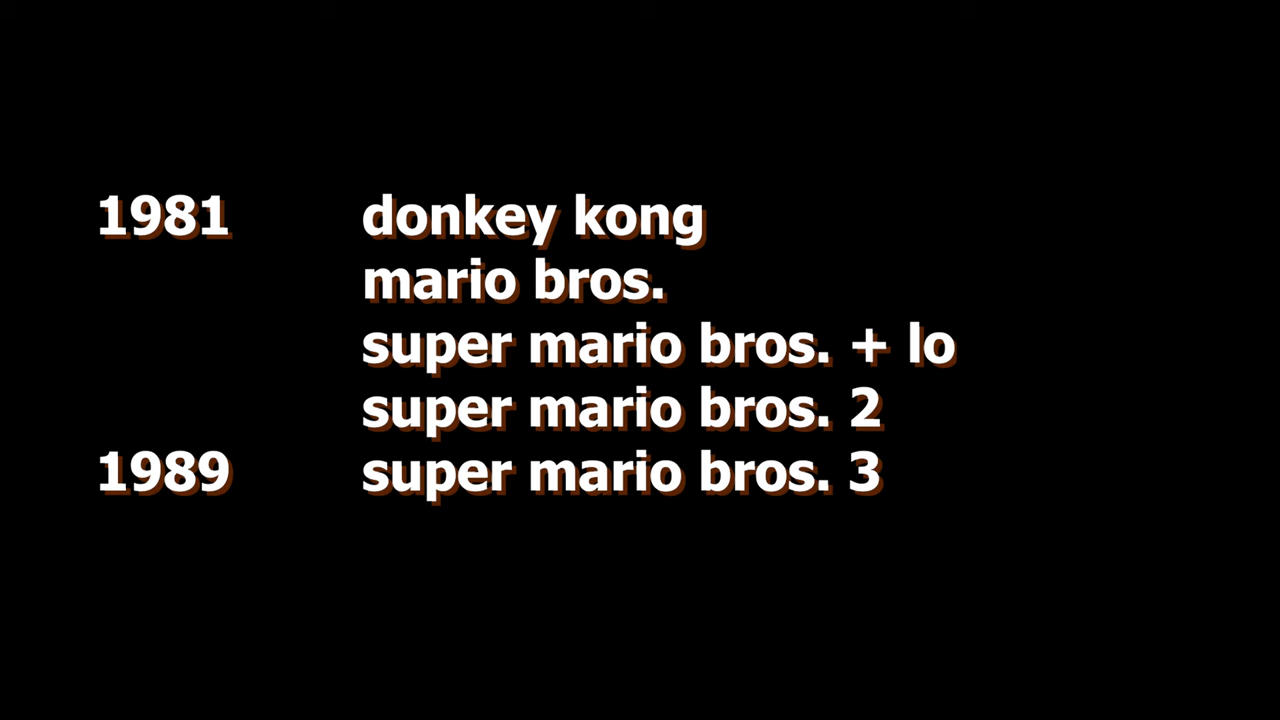 1981 donkey kong
mario bros.
super mario bros. + lo
super mario bros. 2
1989 super mario bros. 3